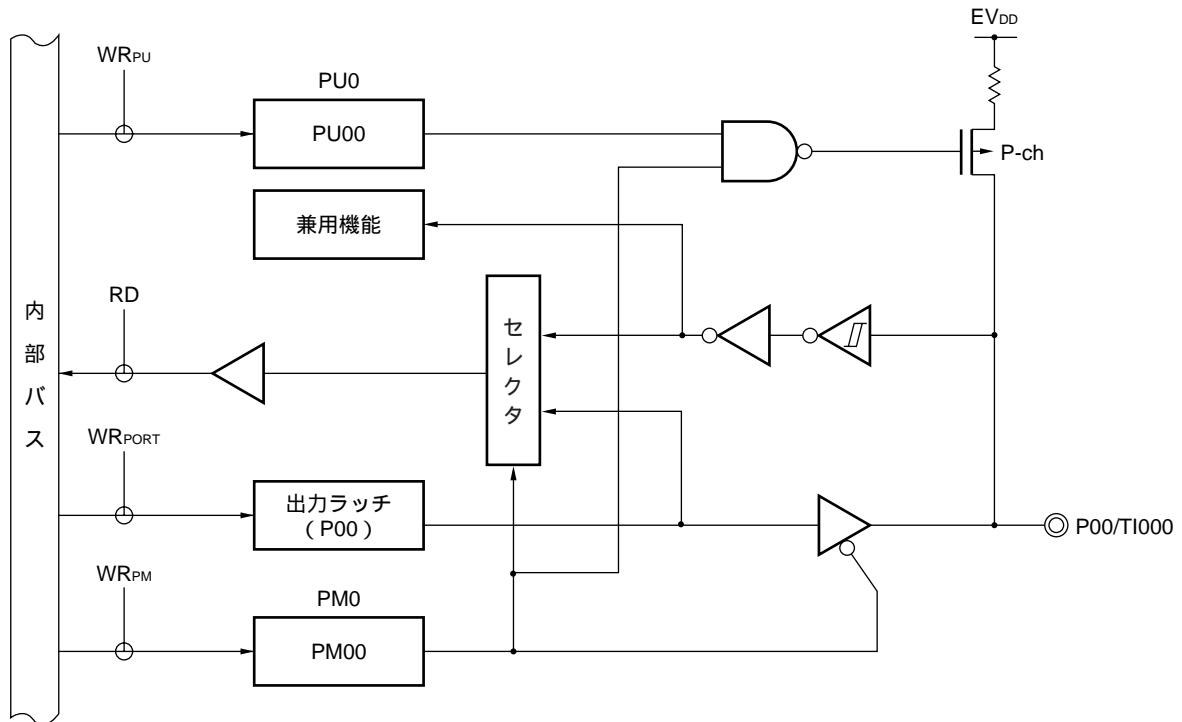 EVDD
WRPU
PU0
PU00
P-ch
兼用機能
RD
内部バス
セレクタ
WRPORT
出力ラッチ
（P00）
P00/TI000
WRPM
PM0
PM00